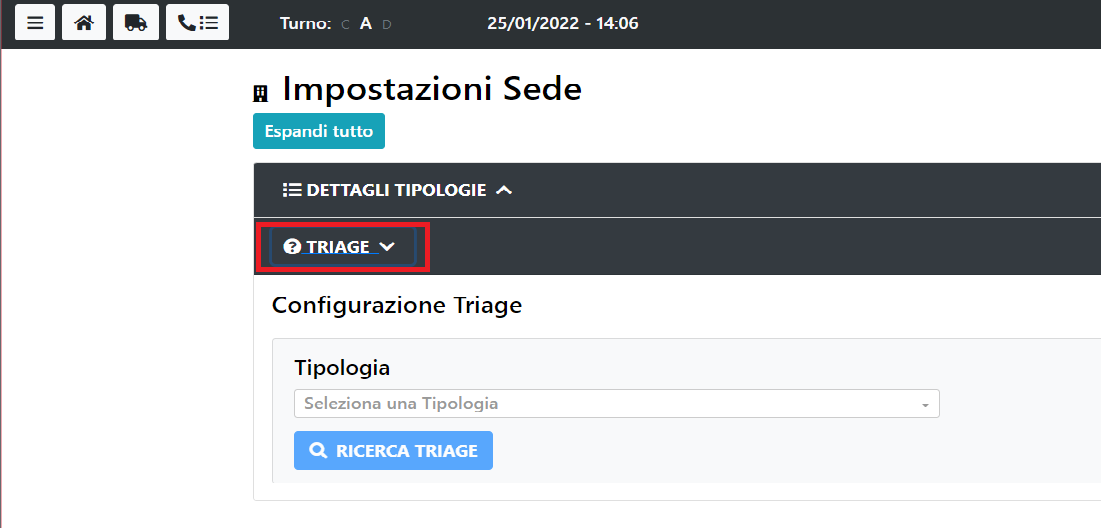 Turno: C A D 25/01/2022 - 14:06
Impostazioni Sede
Espandi tutto
DETTAGLI TIPOLOGIE
TRIAGE
Configurazione Triage
Tipologia
Seleziona una Tipologia
RICERCA TRIAGE